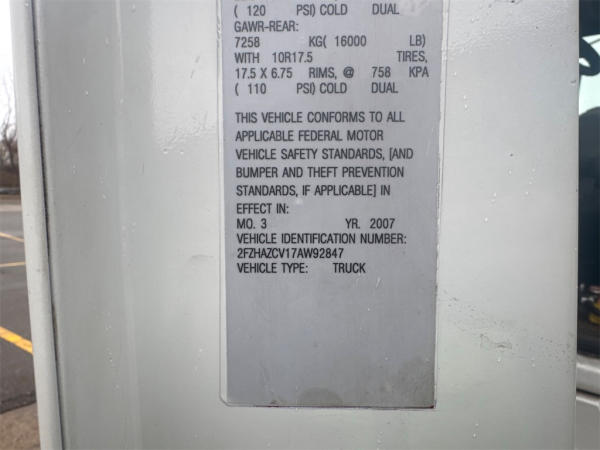 ( 120 PSI) COLD DUAL
GAWR-REAR:
7258 KG( 16000 LB)
WITH 10R17.5 TIRES,
17.5 X 6.75 RIMS, @ 758 KPA
( 110 PSI) COLD DUAL
THIS VEHICLE CONFORMS TO ALL
APPLICABLE FEDERAL MOTOR
VEHICLE SAFETY STANDARDS, [AND
BUMPER AND THEFT PREVENTION
STANDARDS, IF APPLICABLE] IN
EFFECT IN:
MO. 3 YR. 2007
VEHICLE IDENTIFICATION NUMBER:
2FZHAZCV17AW92847
VEHICLE TYPE: TRUCK